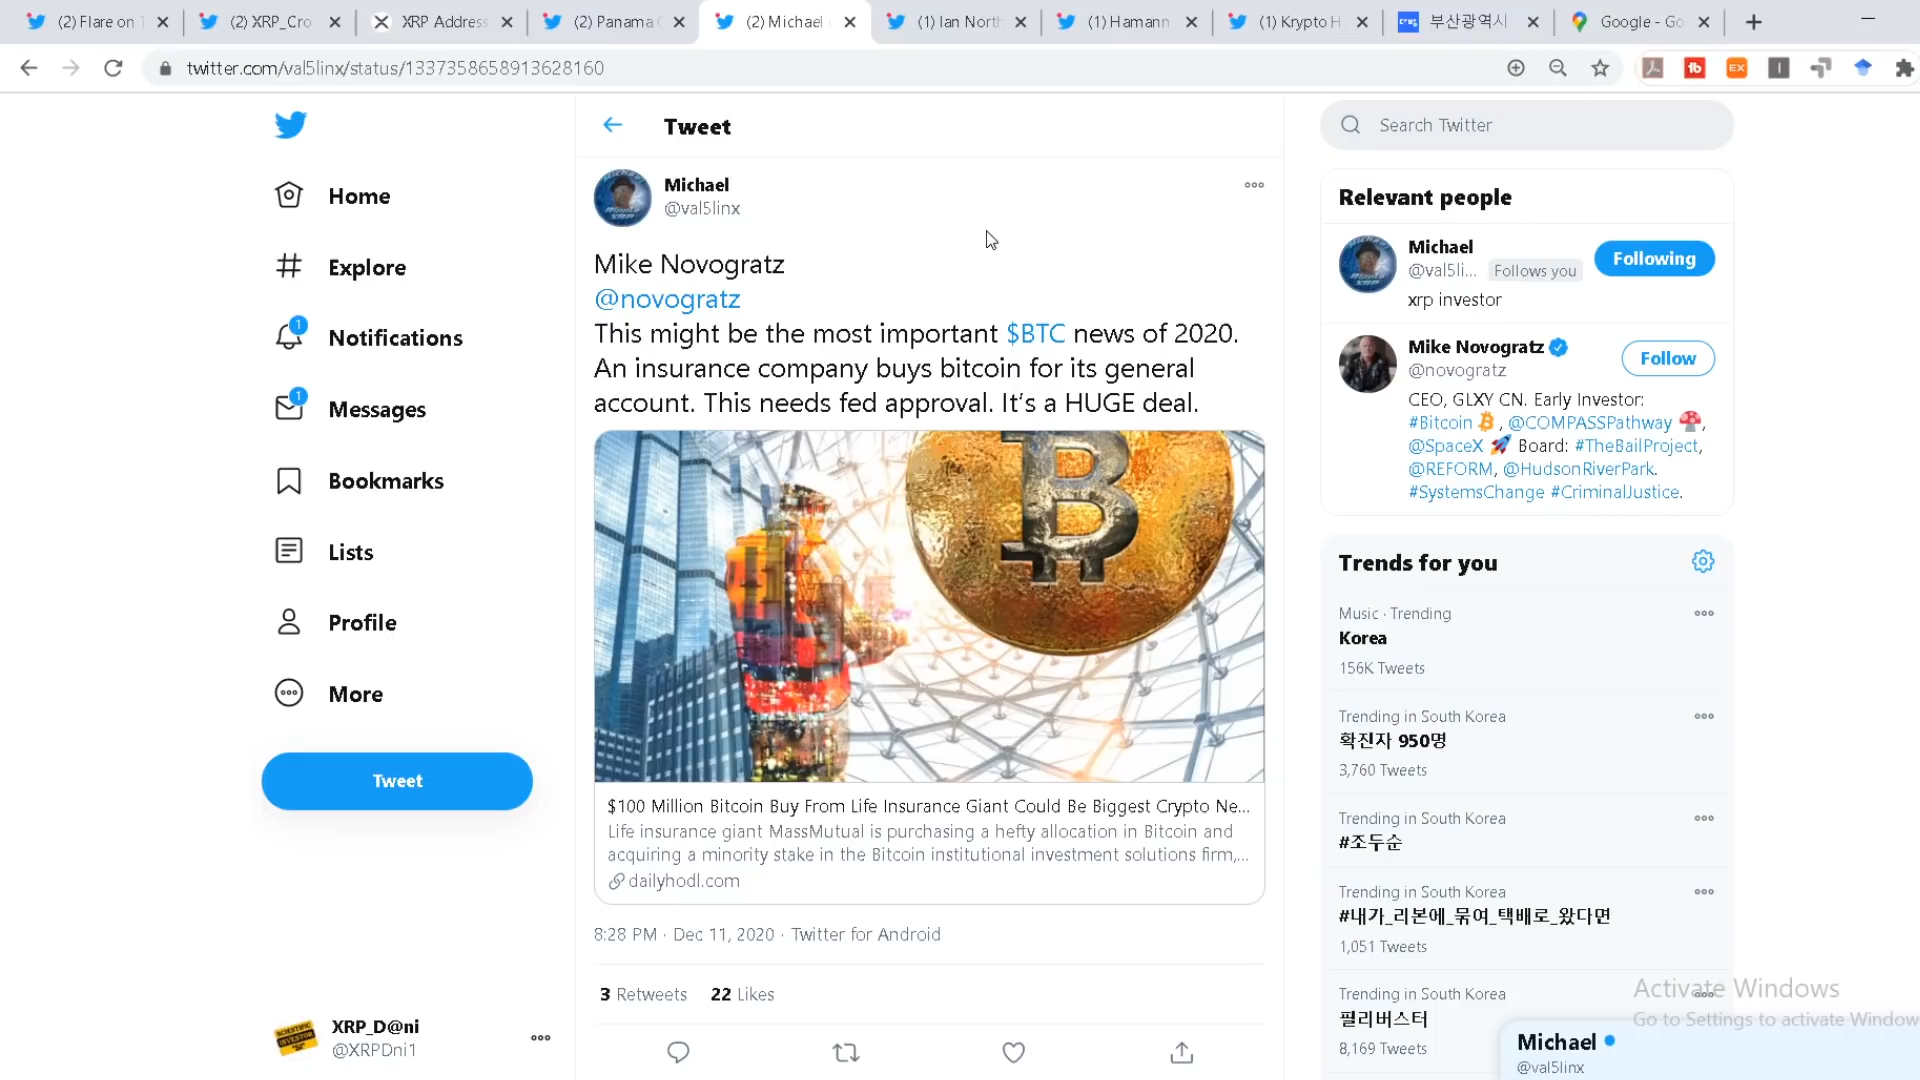 (2) Flare on
(2) XRP_Cro
XRP Address
(2) Panama
(2) Michael
(1) Ian North
(1) Hamann
(1) Krypto H
부산광역시
Google - Go
twitter.com/val5linx/status/1337358658913628160
Tweet
Search Twitter
Home
Explore
1
Notifications
1
Messages
Bookmarks
Lists
Profile
More
Tweet
XRP_D@ni
@XRPDni1
Michael
@val5linx
Mike Novogratz
@novogratz
This might be the most important $BTC news of 2020.
An insurance company buys bitcoin for its general
account. This needs fed approval. It's a HUGE deal.
$100 Million Bitcoin Buy From Life Insurance Giant Could Be Biggest Crypto Ne...
Life insurance giant MassMutual is purchasing a hefty allocation in Bitcoin and
acquiring a minority stake in the Bitcoin institutional investment solutions firm,...
dailyhodl.com
8:28 PM · Dec 11, 2020 · Twitter for Android
3 Retweets 22 Likes
Relevant people
Michael
@val5li... Follows you
Following
xrp investor
Mike Novogratz
@novogratz
Follow
CEO, GLXY CN. Early Investor:
#Bitcoin , @COMPASSPathway ,
@SpaceX Board: #TheBailProject,
@REFORM, @HudsonRiverPark.
#SystemsChange #CriminalJustice.
Trends for you
Music · Trending
Korea
156K Tweets
Trending in South Korea
확진자 950명
3,760 Tweets
Trending in South Korea
#조두순
Trending in South Korea
#내가_리본에_묶여_택배로_왔다면
1,051 Tweets
Trending in South Korea
필리버스터
8,169 Tweets
Activate Windows
Go to Settings to activate Window
Michael
@val5linx